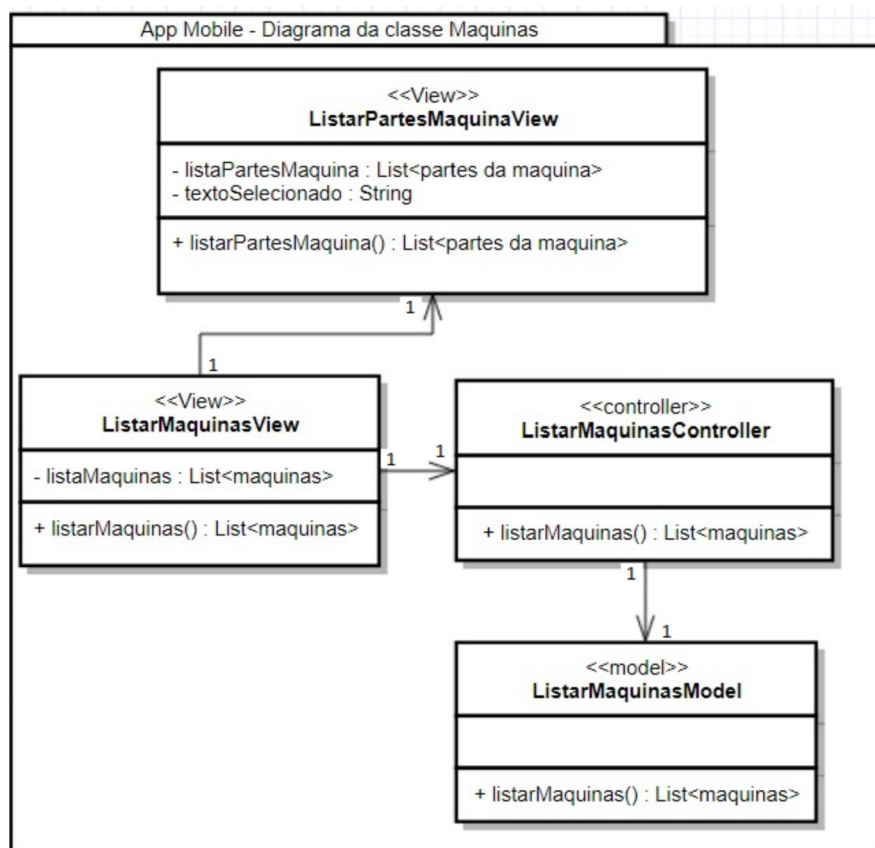 App Mobile - Diagrama da classe Maquinas
<<View>>
ListarPartesMaquinaView
- listaPartesMaquina : List<partes da maquina>
- textoSelecionado : String
+ listarPartesMaquina() : List<partes da maquina>
1
1
<<View>>
ListarMaquinasView
- listaMaquinas : List<maquinas>
+ listarMaquinas() : List<maquinas>
1
1
<<controller>>
ListarMaquinasController
+ listarMaquinas() : List<maquinas>
1
1
<<model>>
ListarMaquinasModel
+ listarMaquinas() : List<maquinas>